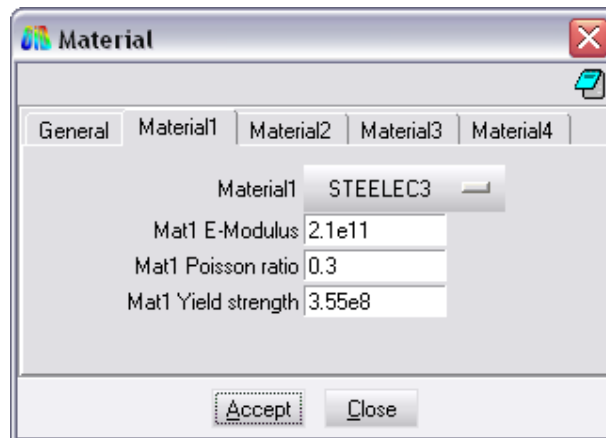 Material
General Material1 Material2 Material3 Material4
Material1 STEELEC3
Mat1 E-Modulus 2.1e11
Mat1 Poisson ratio 0.3
Mat1 Yield strength 3.55e8
Accept Close